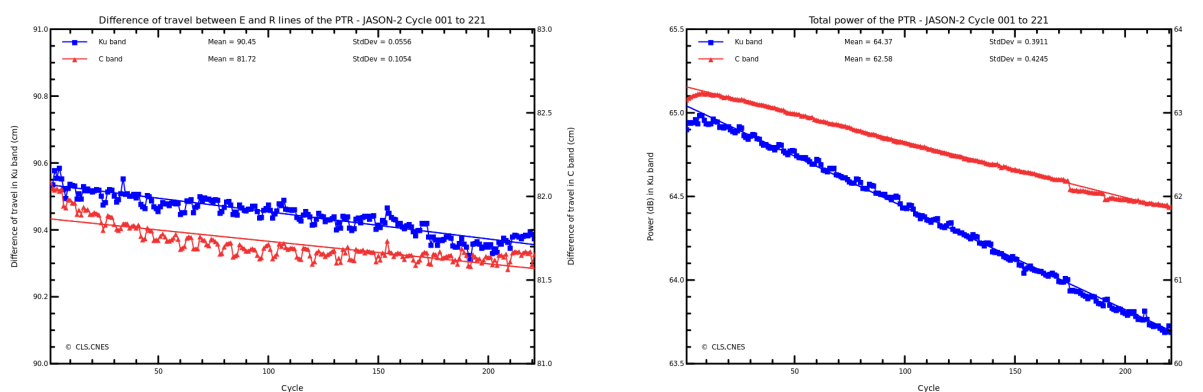 Difference of travel between E and R lines of the PTR - JASON-2 Cycle 001 to 221
91.0
90.8
90.6
90.4
90.2
90.0
83.0
82.5
82.0
81.5
81.0
Ku band Mean = 90.45 StdDev = 0.0556
C band Mean = 81.72 StdDev = 0.1054
Difference of travel in Ku band (cm)
Difference of travel in C band (cm)
© CLS,CNES
50 100 150 200
Cycle
Total power of the PTR - JASON-2 Cycle 001 to 221
65.5
65.0
64.5
64.0
63.5
64
63
63
62
62
61
60
Ku band Mean = 64.37 StdDev = 0.3911
C band Mean = 62.58 StdDev = 0.4245
Power (dB) in Ku band
© CLS,CNES
50 100 150 200
Cycle